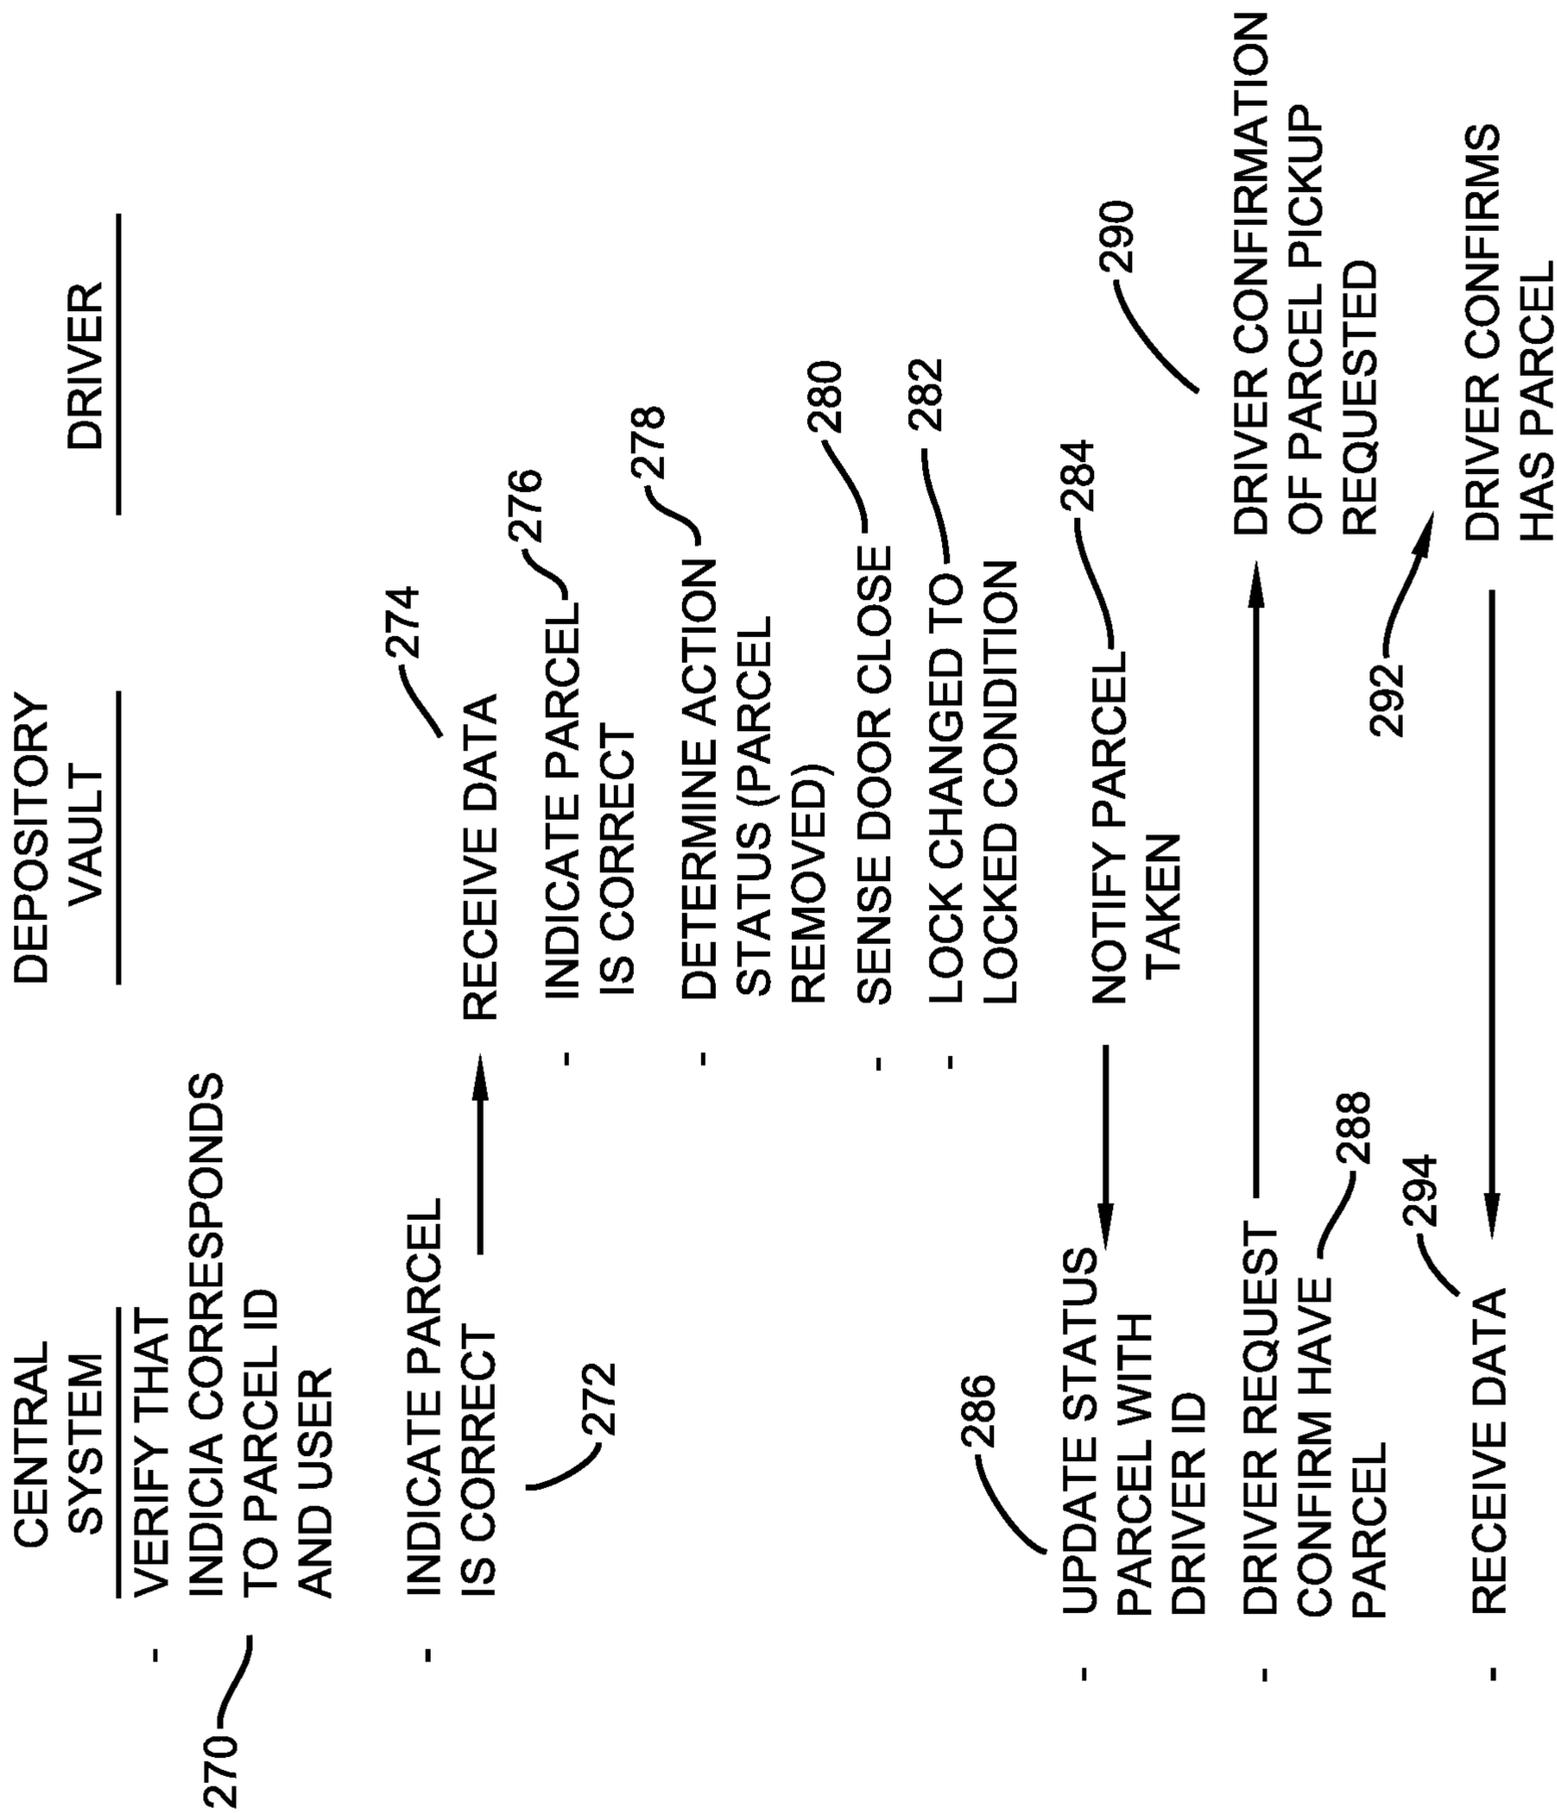 CENTRAL
SYSTEM
DEPOSITORY
VAULT
DRIVER
- VERIFY THAT
INDICIA CORRESPONDS
TO PARCEL ID
AND USER
270
- INDICATE PARCEL
IS CORRECT
272
RECEIVE DATA
274
- INDICATE PARCEL
IS CORRECT
276
- DETERMINE ACTION
STATUS (PARCEL
REMOVED)
278
- SENSE DOOR CLOSE
280
- LOCK CHANGED TO
LOCKED CONDITION
282
NOTIFY PARCEL
TAKEN
284
286
- UPDATE STATUS
PARCEL WITH
DRIVER ID
- DRIVER REQUEST
CONFIRM HAVE
PARCEL
288
290
DRIVER CONFIRMATION
OF PARCEL PICKUP
REQUESTED
292
DRIVER CONFIRMS
HAS PARCEL
294
- RECEIVE DATA